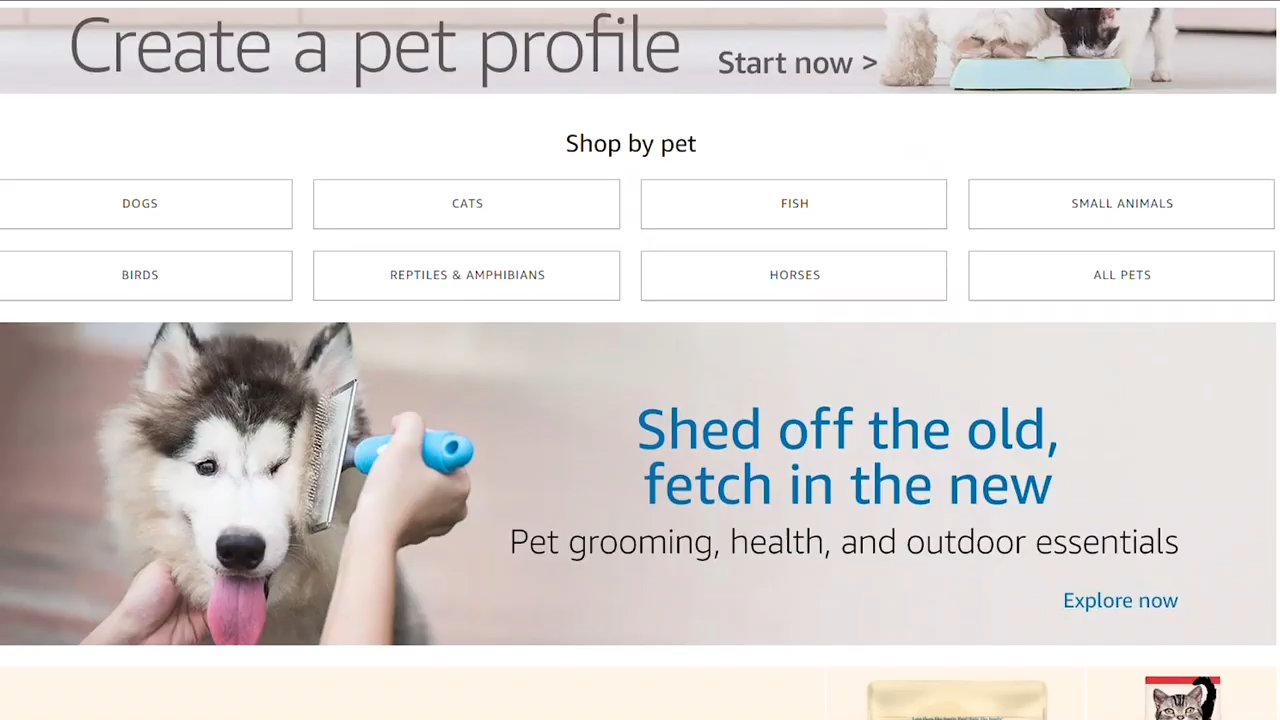 Create a pet profile
Start now >
Shop by pet
DOGS
CATS
FISH
SMALL ANIMALS
BIRDS
REPTILES & AMPHIBIANS
HORSES
ALL PETS
Shed off the old,
fetch in the new
Pet grooming, health, and outdoor essentials
Explore now